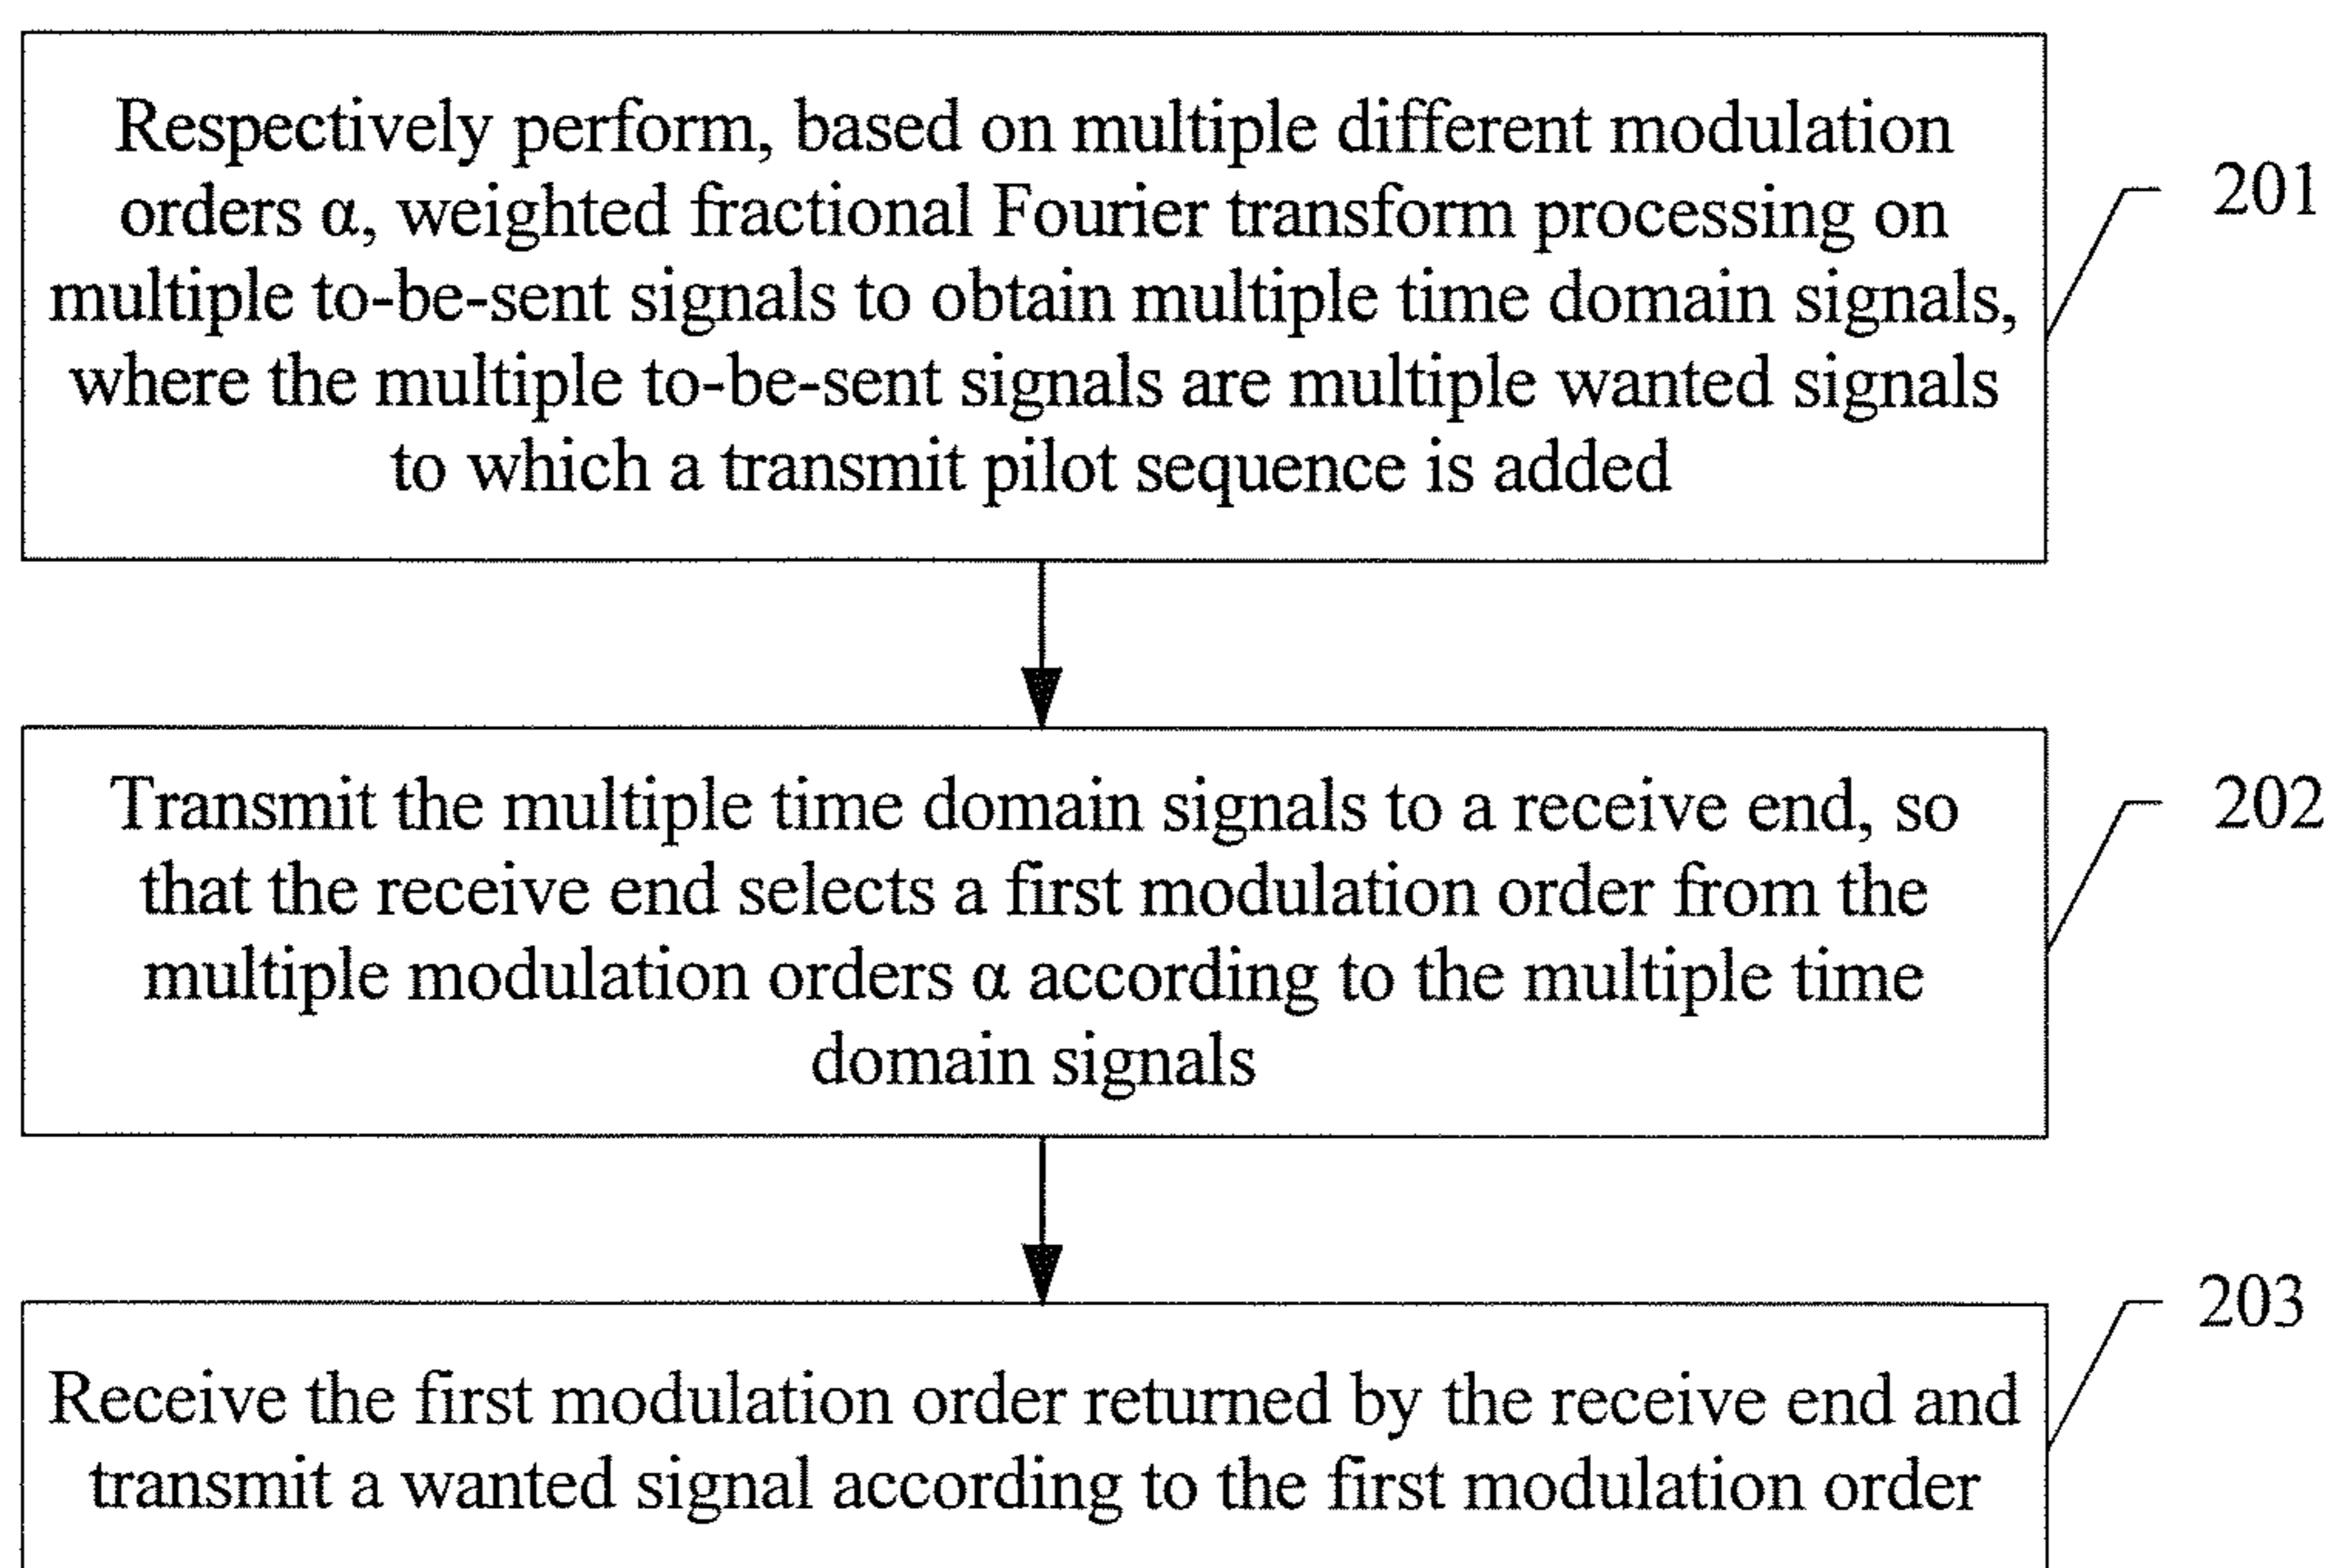 Respectively perform, based on multiple different modulation
orders α, weighted fractional Fourier transform processing on
multiple to-be-sent signals to obtain multiple time domain signals,
where the multiple to-be-sent signals are multiple wanted signals
to which a transmit pilot sequence is added
201
Transmit the multiple time domain signals to a receive end, so
that the receive end selects a first modulation order from the
multiple modulation orders α according to the multiple time
domain signals
202
Receive the first modulation order returned by the receive end and
transmit a wanted signal according to the first modulation order
203